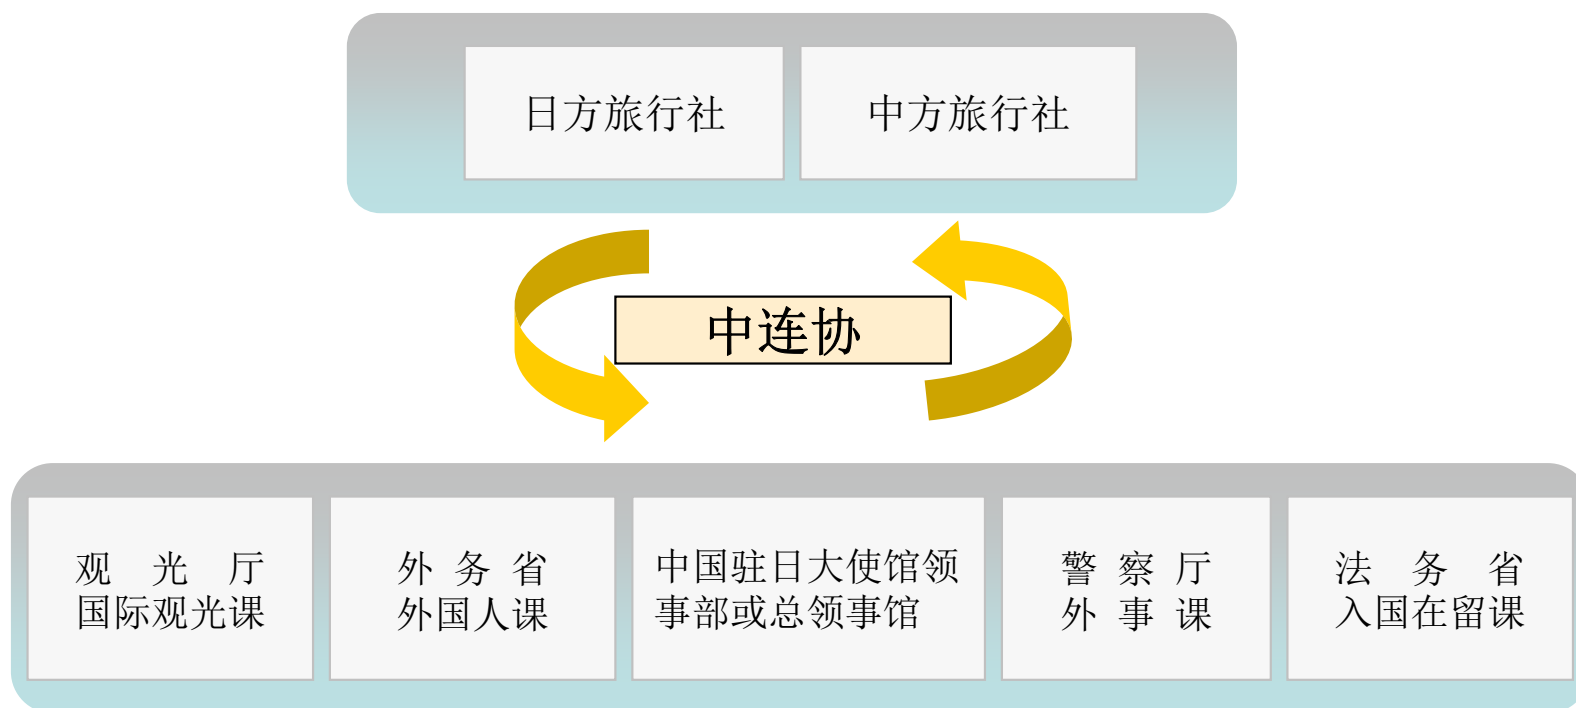 日方旅行社
中方旅行社
中连协
观光厅
国际观光课
外务省
外国人课
中国驻日大使馆领
事部或总领事馆
警察厅
外事课
法务省
入国在留课